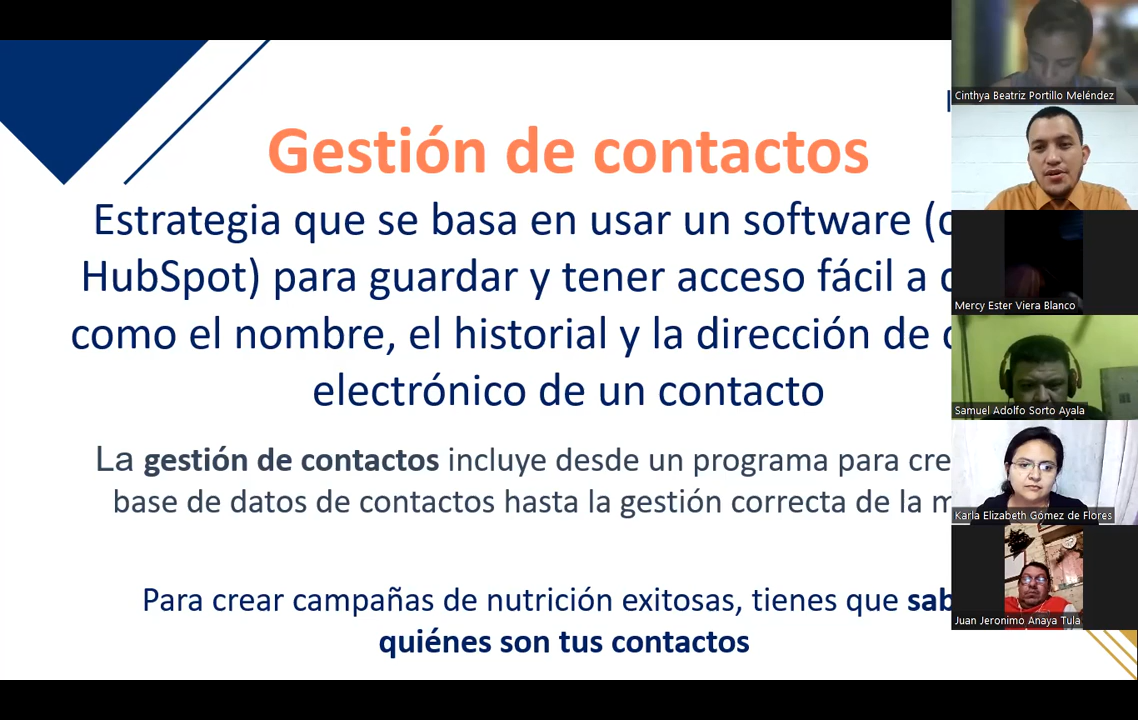 Gestión de contactos
Estrategia que se basa en usar un software
HubSpot) para guardar y tener acceso fácil a
como el nombre, el historial y la dirección de
electrónico de un contacto
La gestión de contactos incluye desde un programa para
base de datos de contactos hasta la gestión correcta de la
Para crear campañas de nutrición exitosas, tienes que
quiénes son tus contactos
Cinthya Beatriz Portillo Meléndez
Mercy Ester Viera Blanco
Samuel Adolfo Sorto Ayala
Karla Elizabeth Gómez de Flores
Juan Jeronimo Anaya Tula